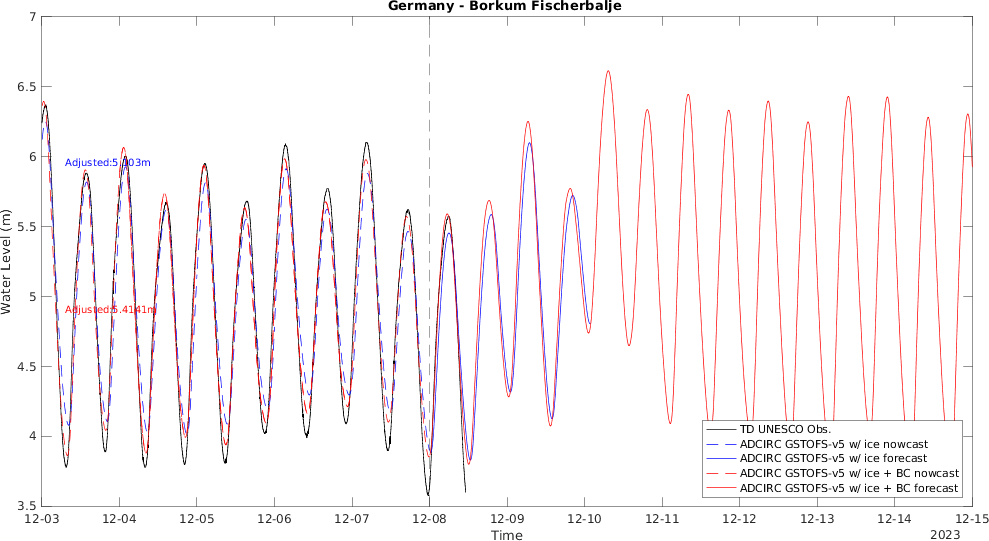 Germany - Borkum Fischerbalje
7
6.5
6
5.5
5
4.5
4
3.5
Water Level (m)
Adjusted:5.
03m
Adjusted:5.4141m
TD UNESCO Obs.
ADCIRC GSTOFS-v5 w/ ice nowcast
ADCIRC GSTOFS-v5 w/ ice forecast
ADCIRC GSTOFS-v5 w/ ice + BC nowcast
ADCIRC GSTOFS-v5 w/ ice + BC forecast
12-03 12-04 12-05 12-06 12-07 12-08 12-09 12-10 12-11 12-12 12-13 12-14 12-15
Time
2023